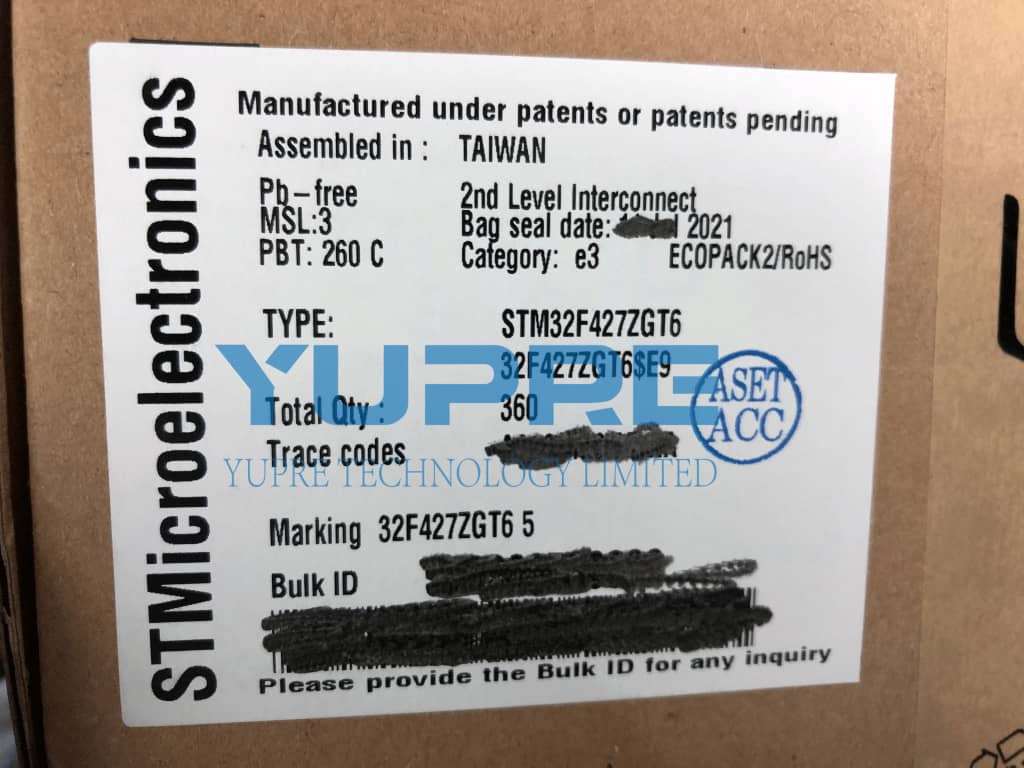 STMicroelectronics
Manufactured under patents or patents pending
Assembled in : TAIWAN
Pb-free 2nd Level Interconnect
MSL:3 Bag seal date: 2021
PBT: 260 C Category: e3 ECOPACK2/RoHS
TYPE: STM32F427ZGT6
32F427ZGT6$E9
YUPRE
ASET
ACC
Total Qty : 360
Trace codes
YUPRE TECHNOLOGY LIMITED
Marking 32F427ZGT6 5
Bulk ID
Please provide the Bulk ID for any inquiry